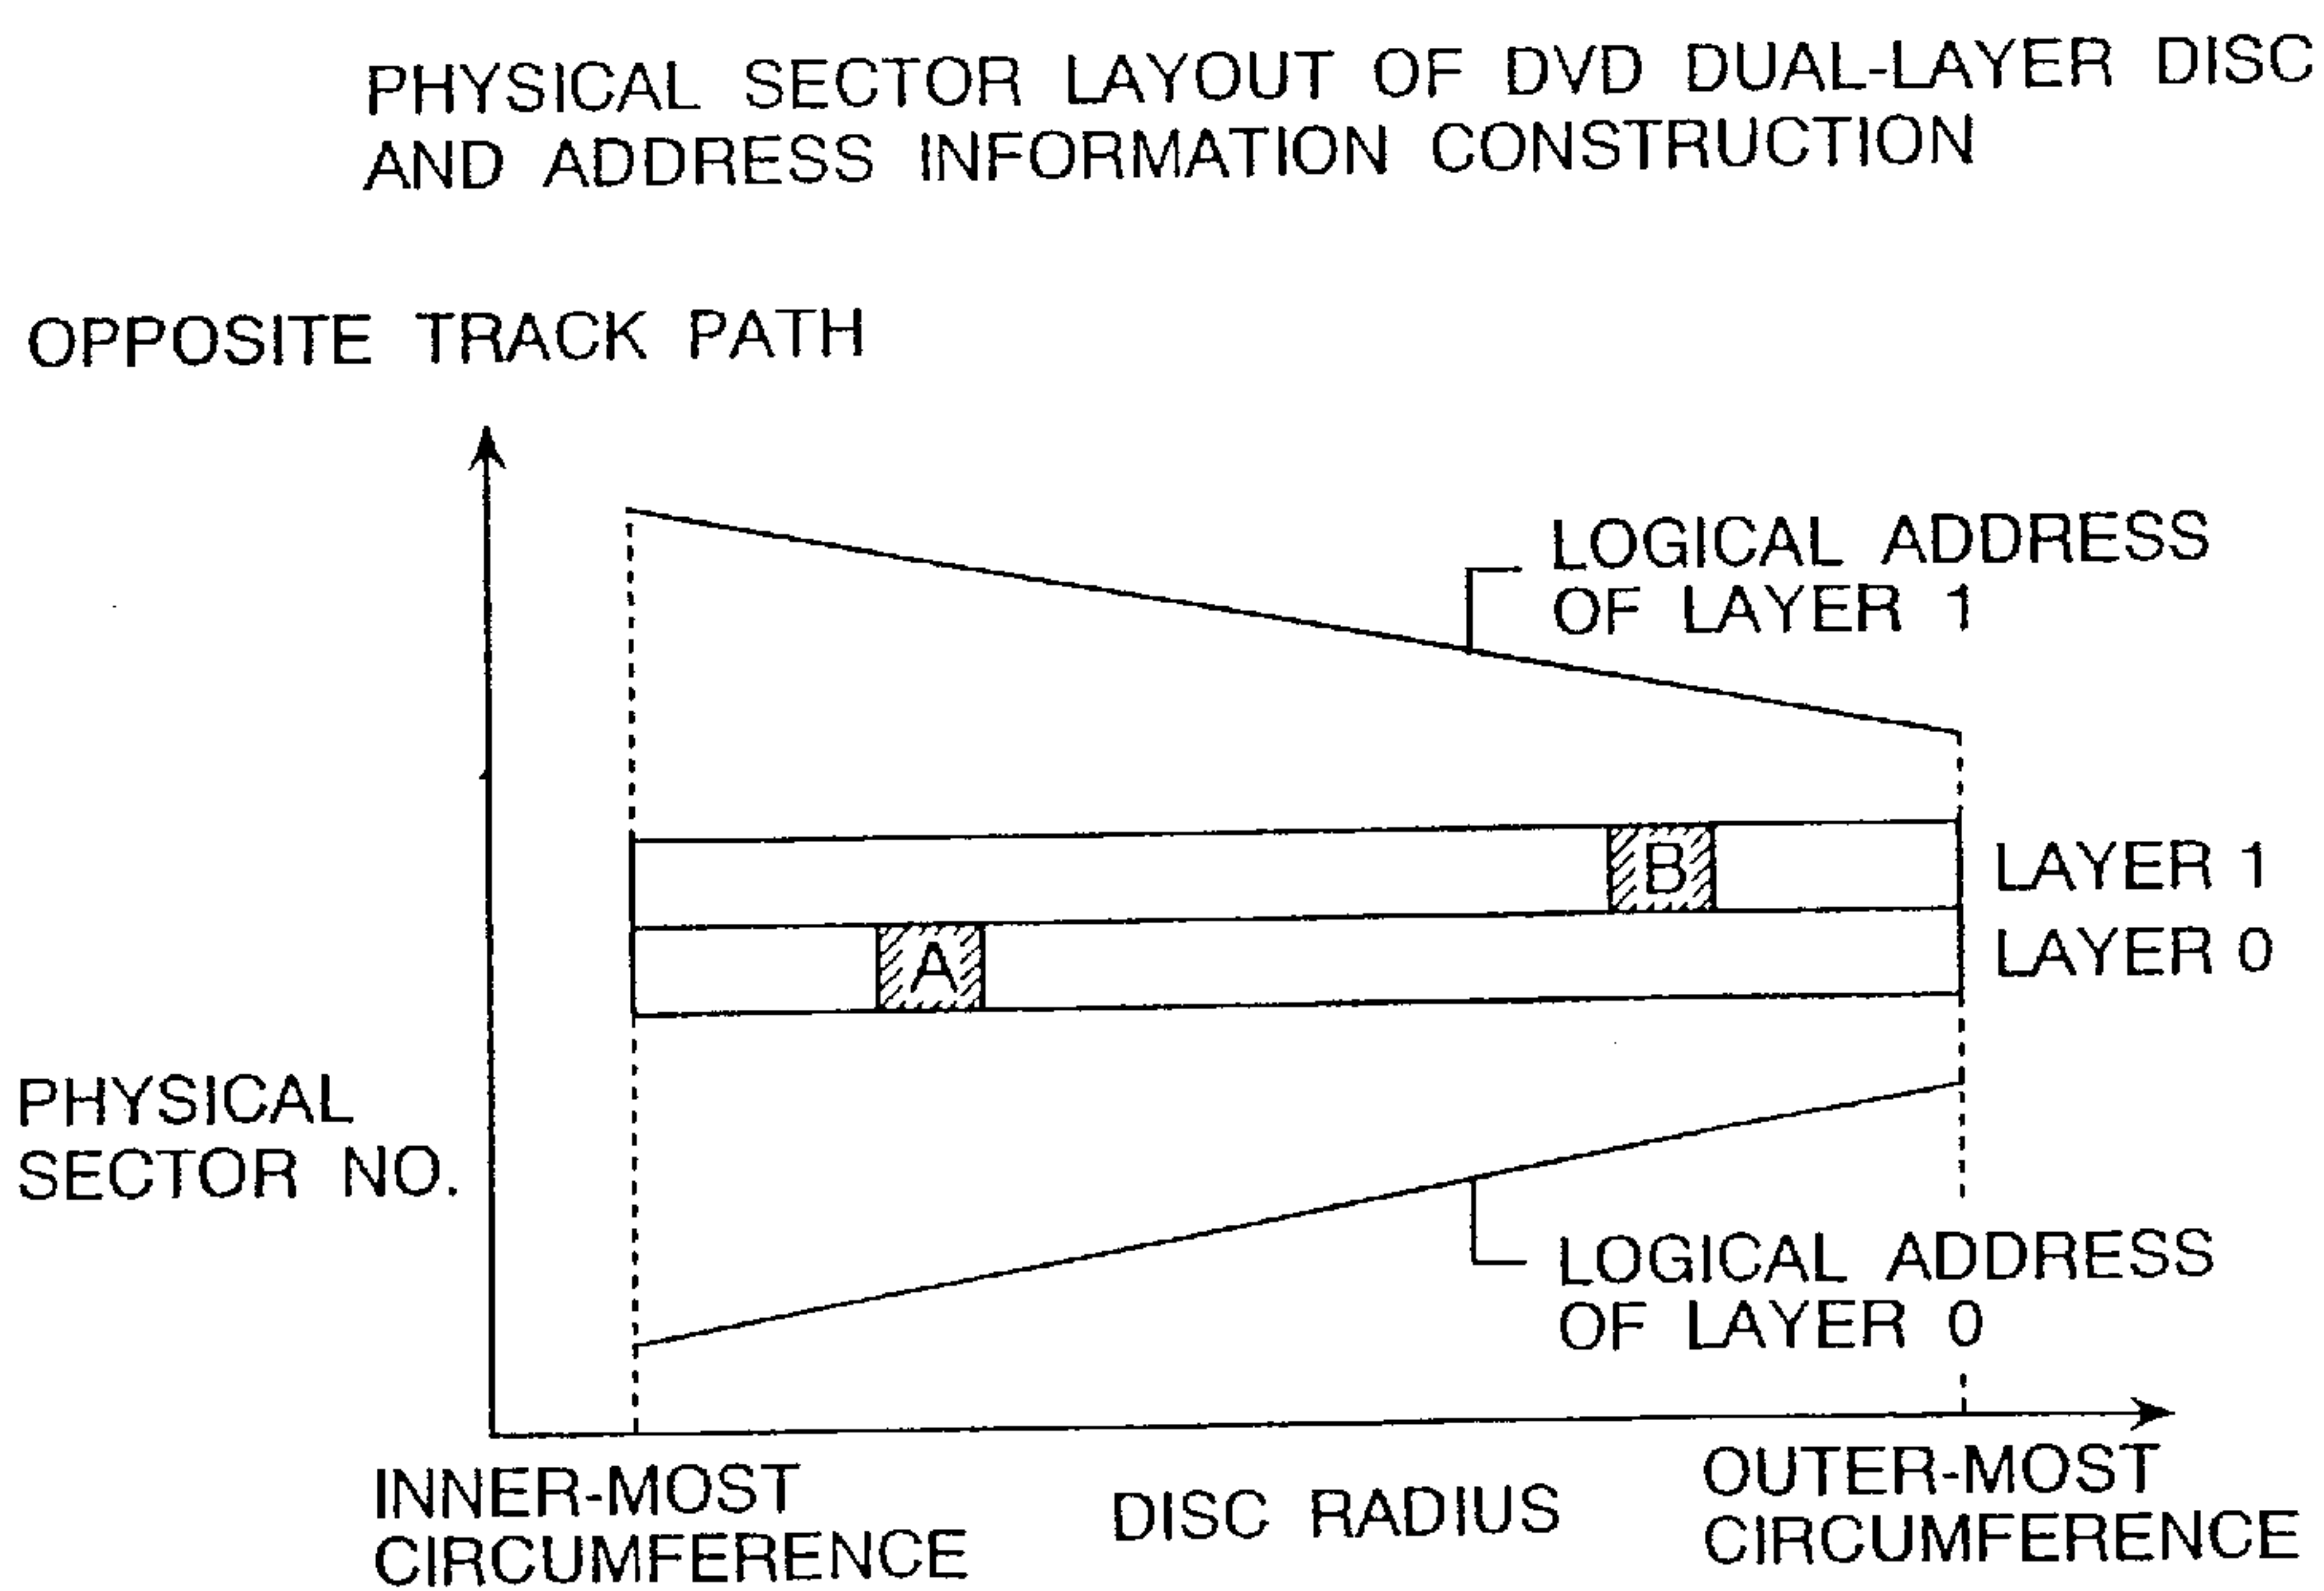 PHYSICAL SECTOR LAYOUT OF DVD DUAL-LAYER DISC
AND ADDRESS INFORMATION CONSTRUCTION
OPPOSITE TRACK PATH
LOGICAL ADDRESS
OF LAYER 1
B
LAYER 1
A
LAYER 0
PHYSICAL
SECTOR NO.
LOGICAL ADDRESS
OF LAYER 0
INNER-MOST
CIRCUMFERENCE
DISC RADIUS
OUTER-MOST
CIRCUMFERENCE